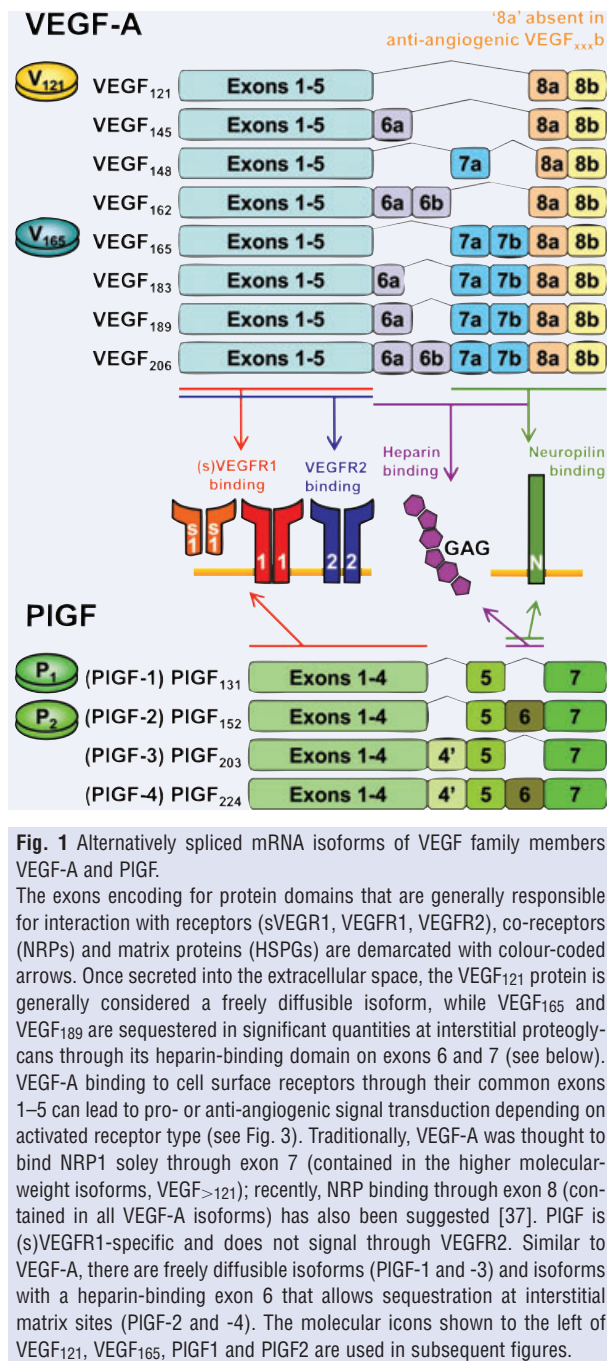 VEGF-A
'8a' absent in
anti-angiogenic VEGFxxxb
V121 VEGF121 Exons 1-5 8a 8b
VEGF145 Exons 1-5 6a 8a 8b
VEGF148 Exons 1-5 7a 8a 8b
VEGF162 Exons 1-5 6a 6b 8a 8b
V165 VEGF165 Exons 1-5 7a 7b 8a 8b
VEGF183 Exons 1-5 6a 7a 7b 8a 8b
VEGF189 Exons 1-5 6a 7a 7b 8a 8b
VEGF206 Exons 1-5 6a 6b 7a 7b 8a 8b
(s)VEGFR1
binding
VEGFR2
binding
Heparin
binding
Neuropilin
binding
s1 s1 1 1 2 2 GAG N
PlGF
P1 (PlGF-1) PlGF131 Exons 1-4 5 7
P2 (PlGF-2) PlGF152 Exons 1-4 5 6 7
(PlGF-3) PlGF203 Exons 1-4 4' 5 7
(PlGF-4) PlGF224 Exons 1-4 4' 5 6 7
Fig. 1 Alternatively spliced mRNA isoforms of VEGF family members
VEGF-A and PlGF.
The exons encoding for protein domains that are generally responsible
for interaction with receptors (sVEGR1, VEGFR1, VEGFR2), co-receptors
(NRPs) and matrix proteins (HSPGs) are demarcated with colour-coded
arrows. Once secreted into the extracellular space, the VEGF121 protein is
generally considered a freely diffusible isoform, while VEGF165 and
VEGF189 are sequestered in significant quantities at interstitial proteogly-
cans through its heparin-binding domain on exons 6 and 7 (see below).
VEGF-A binding to cell surface receptors through their common exons
1–5 can lead to pro- or anti-angiogenic signal transduction depending on
activated receptor type (see Fig. 3). Traditionally, VEGF-A was thought to
bind NRP1 soley through exon 7 (contained in the higher molecular-
weight isoforms, VEGF>121); recently, NRP binding through exon 8 (con-
tained in all VEGF-A isoforms) has also been suggested [37]. PlGF is
(s)VEGFR1-specific and does not signal through VEGFR2. Similar to
VEGF-A, there are freely diffusible isoforms (PlGF-1 and -3) and isoforms
with a heparin-binding exon 6 that allows sequestration at interstitial
matrix sites (PlGF-2 and -4). The molecular icons shown to the left of
VEGF121, VEGF165, PlGF1 and PlGF2 are used in subsequent figures.